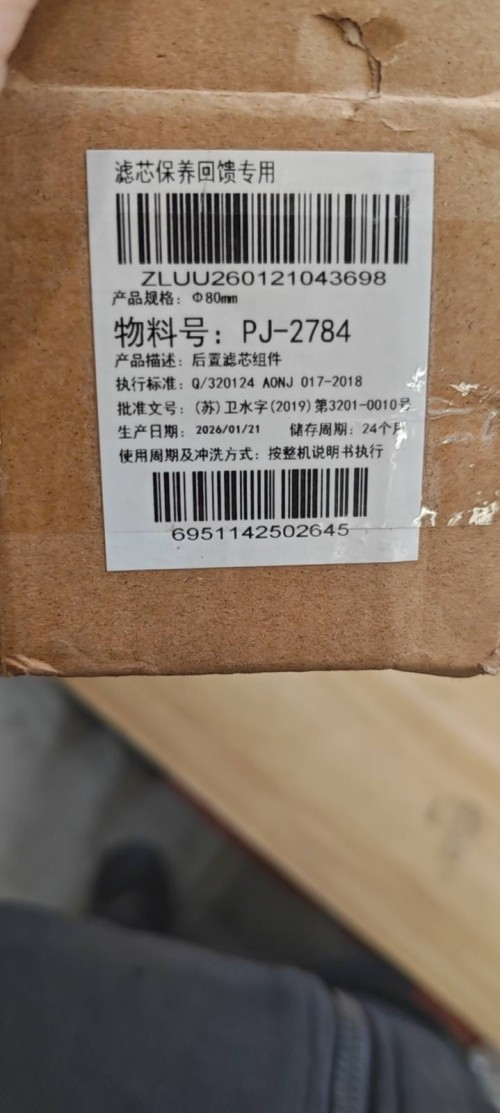 滤芯保养回馈专用
ZLUU260121043698
产品规格：Φ80mm
物料号：PJ-2784
产品描述：后置滤芯组件
执行标准：Q/320124 AONJ 017-2018
批准文号：(苏)卫水字(2019)第3201-0010号
生产日期：2026/01/21 储存周期：24个月
使用周期及冲洗方式：按整机说明书执行
6951142502645